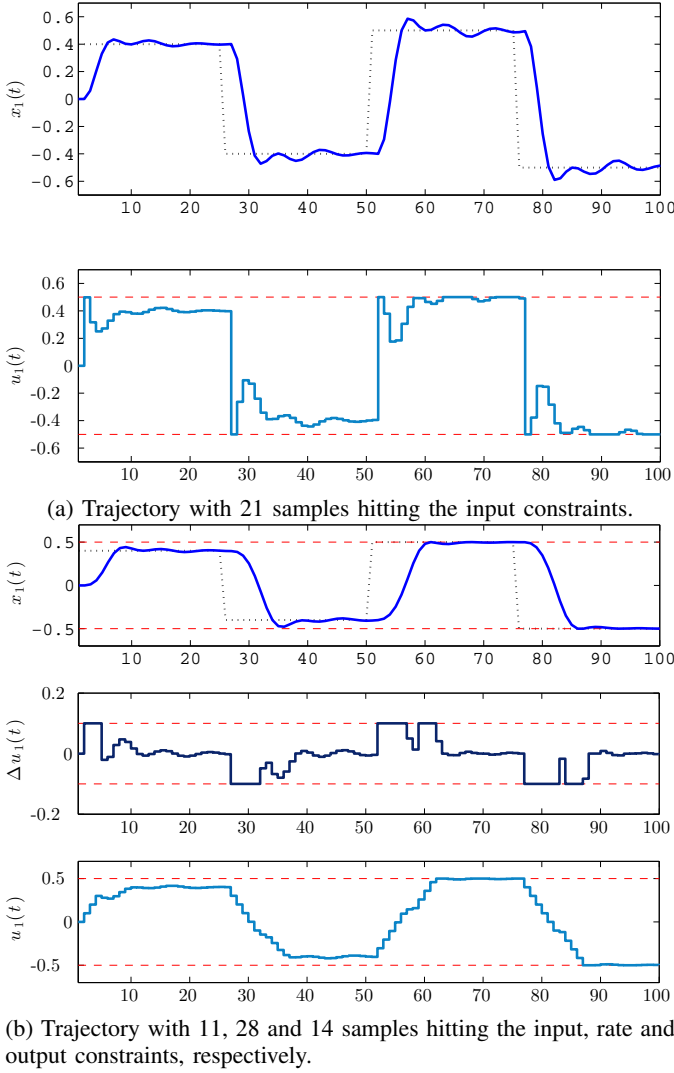 0.6
0.4
0.2
0
-0.2
-0.4
-0.6
x₁(t)
10 20 30 40 50 60 70 80 90 100
0.6
0.4
0.2
0
-0.2
-0.4
-0.6
u₁(t)
10 20 30 40 50 60 70 80 90 100
(a) Trajectory with 21 samples hitting the input constraints.
0.5
0
-0.5
x₁(t)
10 20 30 40 50 60 70 80 90 100
0.2
0
-0.2
Δu₁(t)
10 20 30 40 50 60 70 80 90 100
0.5
0
-0.5
u₁(t)
10 20 30 40 50 60 70 80 90 100
(b) Trajectory with 11, 28 and 14 samples hitting the input, rate and
output constraints, respectively.